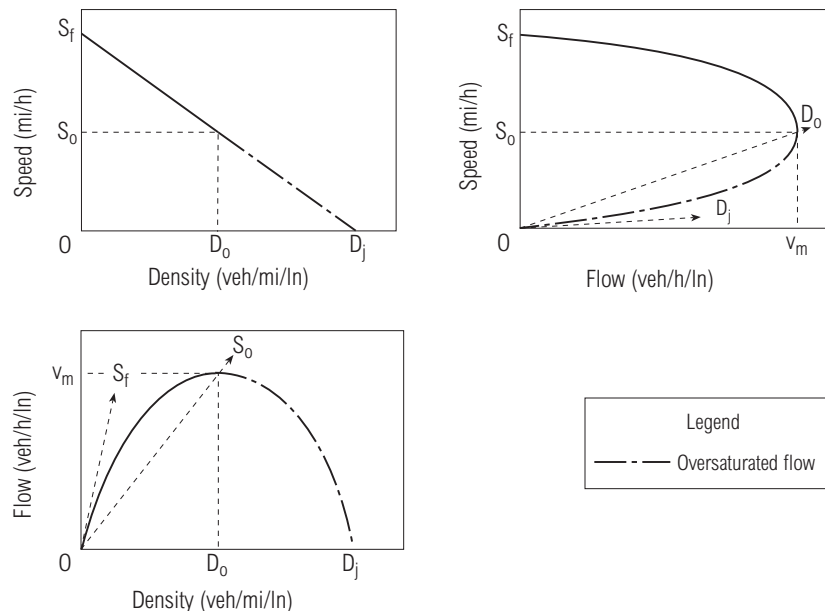 S_f
S_o
Speed (mi/h)
0
D_o
D_j
Density (veh/mi/ln)
S_f
S_o
Speed (mi/h)
D_o
D_j
0
v_m
Flow (veh/h/ln)
v_m
S_f
S_o
Flow (veh/h/ln)
0
D_o
D_j
Density (veh/mi/ln)
Legend
Oversaturated flow